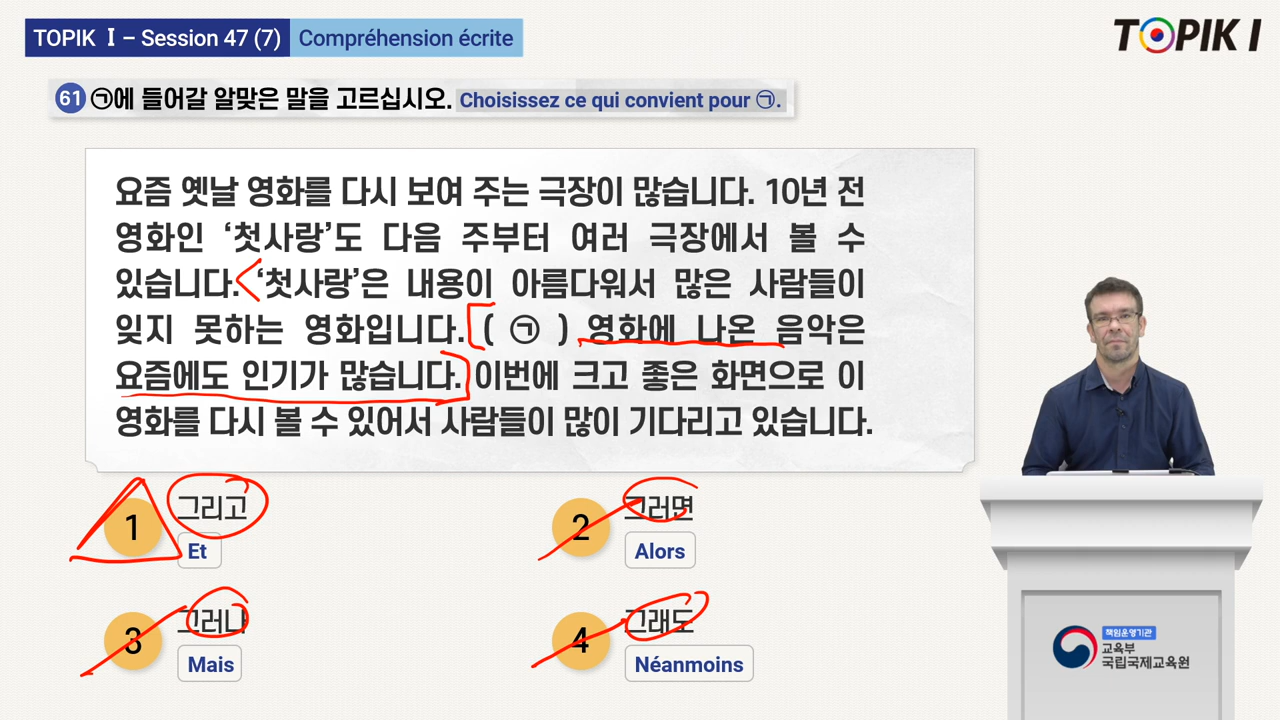 TOPIK Ⅰ – Session 47 (7) Compréhension écrite
TOPIK I
61 ㉠에 들어갈 알맞은 말을 고르십시오. Choisissez ce qui convient pour ㉠.
요즘 옛날 영화를 다시 보여 주는 극장이 많습니다. 10년 전
영화인 ‘첫사랑’도 다음 주부터 여러 극장에서 볼 수
있습니다. ‘첫사랑’은 내용이 아름다워서 많은 사람들이
잊지 못하는 영화입니다. ( ㉠ ) 영화에 나온 음악은
요즘에도 인기가 많습니다. 이번에 크고 좋은 화면으로 이
영화를 다시 볼 수 있어서 사람들이 많이 기다리고 있습니다.
1 그리고
Et
2 그러면
Alors
3 그러나
Mais
4 그래도
Néanmoins
책임운영기관
교육부
국립국제교육원